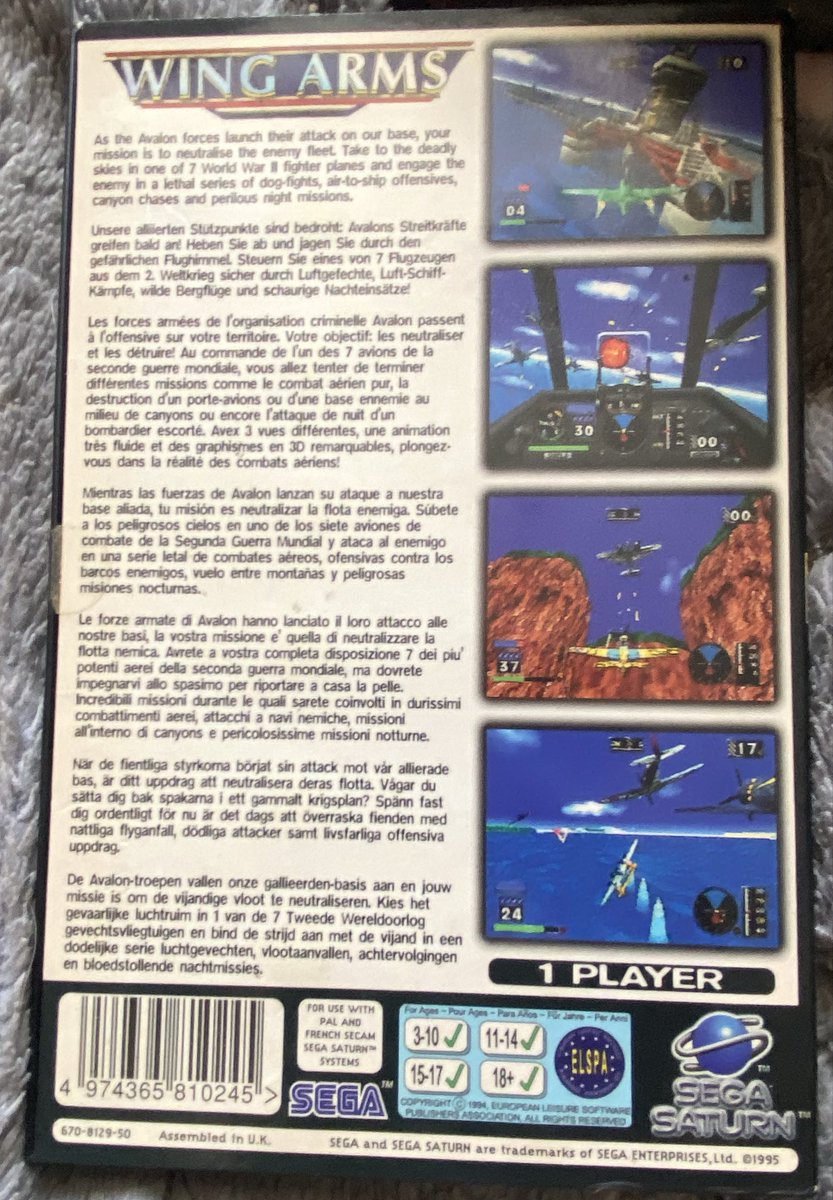 WING ARMS
As the Avalon forces launch their attack on our base, your
mission is to neutralise the enemy fleet. Take to the deadly
skies in one of 7 World War II fighter planes and engage the
enemy in a lethal series of dog-fights, air-to-ship offensives,
canyon chases and perilous night missions.
Unsere alliierten Stützpunkte sind bedroht: Avalons Streitkräfte
greifen bald an! Heben Sie ab und jagen Sie durch den
gefährlichen Flughimmel. Steuern Sie eines von 7 Flugzeugen
aus dem 2. Weltkrieg sicher durch Luftgefechte, Luft-Schiff-
Kämpfe, wilde Bergflüge und schaurige Nachteinsätze!
Les forces armées de l'organisation criminelle Avalon passent
à l'offensive sur votre territoire. Votre objectif: les neutraliser
et les détruire! Au commande de l'un des 7 avions de la
seconde guerre mondiale, vous allez tenter de terminer
différentes missions comme le combat aérien pur, la
destruction d'un porte-avions ou d'une base ennemie au
milieu de canyons ou encore l'attaque de nuit d'un
bombardier escorté. Avex 3 vues différentes, une animation
très fluide et des graphismes en 3D remarquables, plongez-
vous dans la réalité des combats aériens!
Mientras las fuerzas de Avalon lanzan su ataque a nuestra
base aliada, tu misión es neutralizar la flota enemiga. Súbete
a los peligrosos cielos en uno de los siete aviones de
combate de la Segunda Guerra Mundial y ataca al enemigo
en una serie letal de combates aéreos, ofensivas contra los
barcos enemigos, vuelo entre montañas y peligrosas
misiones nocturnas.
Le forze armate di Avalon hanno lanciato il loro attacco alle
nostre basi, la vostra missione e' quella di neutralizzare la
flotta nemica. Avrete a vostra completa disposizione 7 dei piu'
potenti aerei della seconda guerra mondiale, ma dovrete
impegnarvi allo spasimo per riportare a casa la pelle.
Incredibili missioni durante le quali sarete coinvolti in durissimi
combattimenti aerei, attacchi a navi nemiche, missioni
all'interno di canyons e pericolosissime missioni notturne.
När de fientliga styrkorna börjat sin attack mot vår allierade
bas, är ditt uppdrag att neutralisera deras flotta. Vågar du
sätta dig bak spakarna i ett gammalt krigsplan? Spänn fast
dig ordentligt för nu är det dags att överraska fienden med
nattliga flyganfall, dödliga attacker samt livsfarliga offensiva
uppdrag.
De Avalon-troepen vallen onze gallieerden-basis aan en jouw
missie is om de vijandige vloot te neutraliseren. Kies het
gevaarlijke luchtruim in 1 van de 7 Tweede Wereldoorlog
gevechtsvliegtuigen en bind de strijd aan met de vijand in een
dodelijke serie luchtgevechten, vlootaanvallen, achtervolgingen
en bloedstollende nachtmissies.
0
04
30
00
00
37
17
24
1 PLAYER
4 974365 810245 >
FOR USE WITH
PAL AND
FRENCH SECAM
SEGA SATURN™
SYSTEMS
SEGA™
For Ages - Pour Ages - Para Años - Für Jahre - Per Anni
3-10 ✓ 11-14 ✓
15-17 ✓ 18+ ✓
ELSPA
COPYRIGHT © 1994, EUROPEAN LEISURE SOFTWARE
PUBLISHERS ASSOCIATION, ALL RIGHTS RESERVED
SEGA SATURN™
670-8129-50 Assembled in U.K.
SEGA and SEGA SATURN are trademarks of SEGA ENTERPRISES, Ltd. ©1995